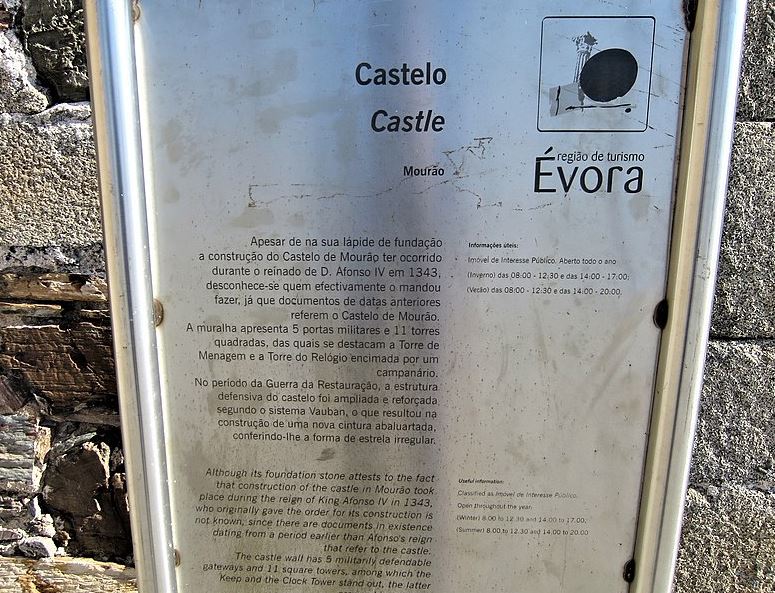 Castelo
Castle
Mourão
região de turismo
Évora
Apesar de na sua lápide de fundação
a construção do Castelo de Mourão ter ocorrido
durante o reinado de D. Afonso IV em 1343,
desconhece-se quem efectivamente o mandou
fazer, já que documentos de datas anteriores
referem o Castelo de Mourão.
A muralha apresenta 5 portas militares e 11 torres
quadradas, das quais se destacam a Torre de
Menagem e a Torre do Relógio encimada por um
campanário.
No período da Guerra da Restauração, a estrutura
defensiva do castelo foi ampliada e reforçada
segundo o sistema Vauban, o que resultou na
construção de uma nova cintura abaluartada,
conferindo-lhe a forma de estrela irregular.
Informações úteis:
Imóvel de Interesse Público. Aberto todo o ano
(Inverno) das 08:00 - 12:30 e das 14:00 - 17:00;
(Verão) das 08:00 - 12:30 e das 14:00 - 20:00.
Although its foundation stone attests to the fact
that construction of the castle in Mourão took
place during the reign of King Afonso IV in 1343,
who originally gave the order for its construction is
not known, since there are documents in existence
dating from a period earlier than Afonso's reign
that refer to the castle.
The castle wall has 5 militarily defendable
gateways and 11 square towers, among which the
Keep and the Clock Tower stand out, the latter
Useful information:
Classified as Imóvel de Interesse Público.
Open throughout the year.
(Winter) 8.00 to 12.30 and 14.00 to 17.00.
(Summer) 8.00 to 12.30 and 14.00 to 20.00